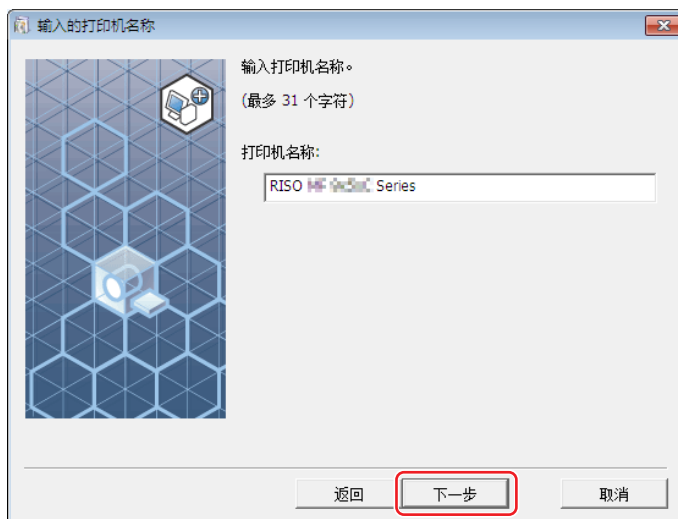 输入的打印机名称
输入打印机名称。
(最多 31 个字符)
打印机名称:
RISO Series
返回
下一步
取消